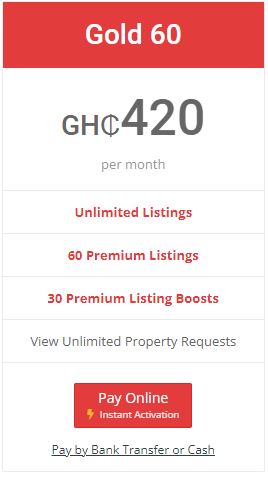 Gold 60
GH₵420
per month
Unlimited Listings
60 Premium Listings
30 Premium Listing Boosts
View Unlimited Property Requests
Pay Online
Instant Activation
Pay by Bank Transfer or Cash